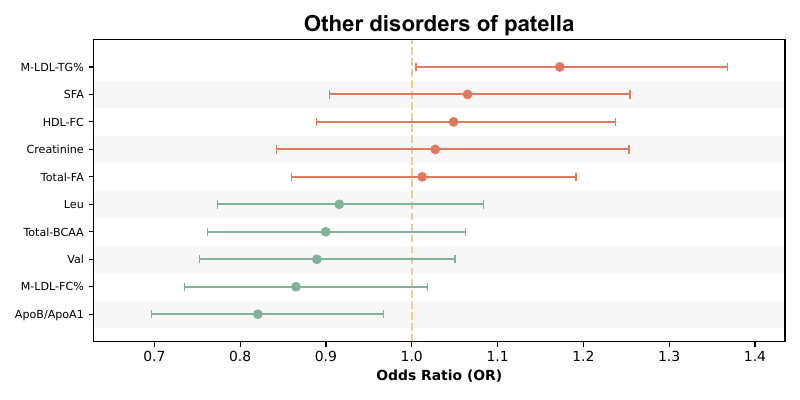 Other disorders of patella
M-LDL-TG%
SFA
HDL-FC
Creatinine
Total-FA
Leu
Total-BCAA
Val
M-LDL-FC%
ApoB/ApoA1
0.7 0.8 0.9 1.0 1.1 1.2 1.3 1.4
Odds Ratio (OR)